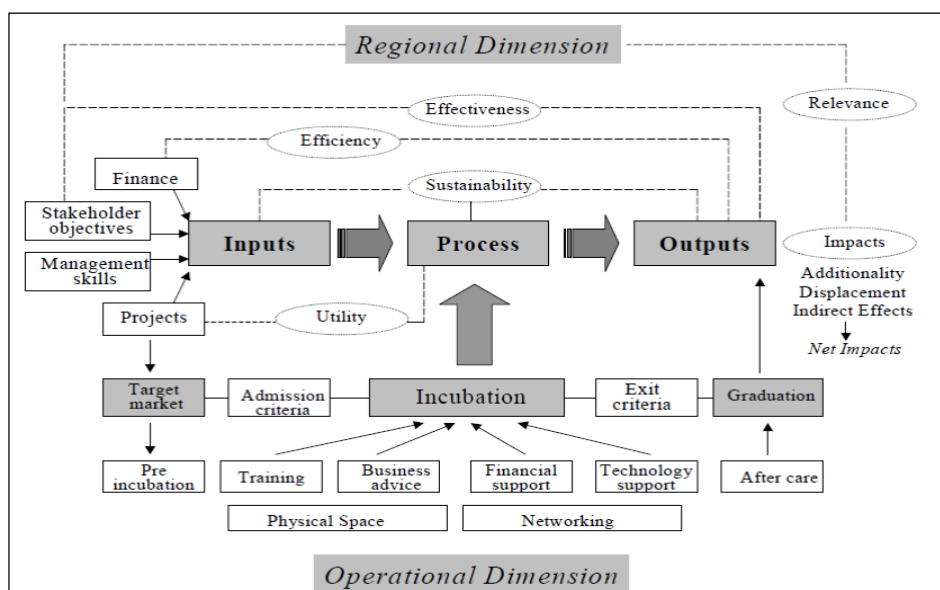 Regional Dimension
Relevance
Effectiveness
Efficiency
Finance
Sustainability
Stakeholder
objectives
Inputs
Process
Outputs
Impacts
Management
skills
Additionality
Displacement
Indirect Effects
Projects
Utility
Net Impacts
Target
market
Admission
criteria
Incubation
Exit
criteria
Graduation
Pre
incubation
Training
Business
advice
Financial
support
Technology
support
After care
Physical Space
Networking
Operational Dimension